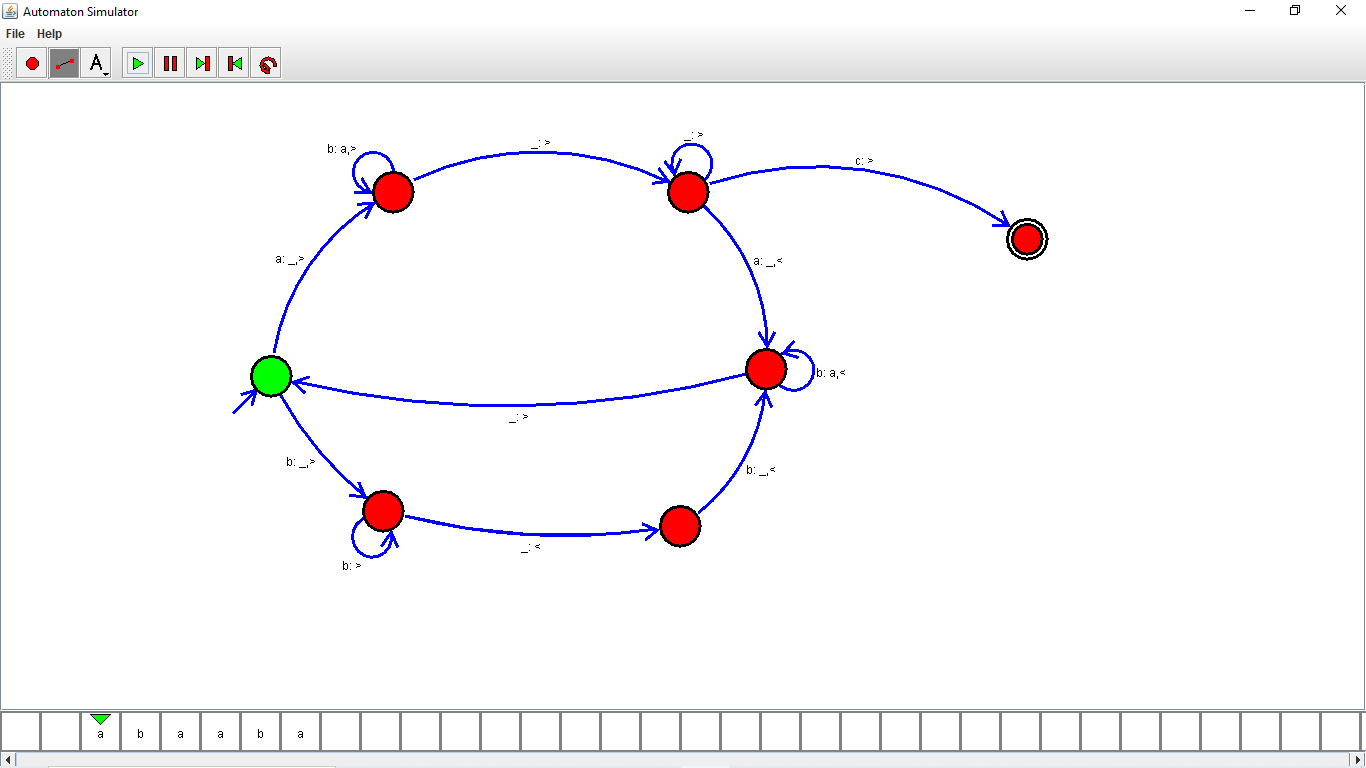 Automaton Simulator
File Help
A
_: >
b: a,>
_: >
c: >
a: _,>
a: _,<
b: a,<
_: >
b: _,>
b: _,<
_: <
b: >
a b a a b a